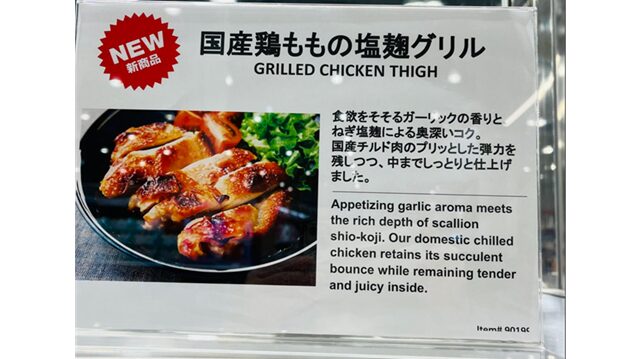 NEW
新商品
国産鶏ももの塩麹グリル
GRILLED CHICKEN THIGH
食欲をそそるガーリックの香りと
ねぎ塩麹による奥深いコク。
国産チルド肉のプリッとした弾力を
残しつつ、中までしっとりと仕上げ
ました。
Appetizing garlic aroma meets
the rich depth of scallion
shio-koji. Our domestic chilled
chicken retains its succulent
bounce while remaining tender
and juicy inside.
Item#